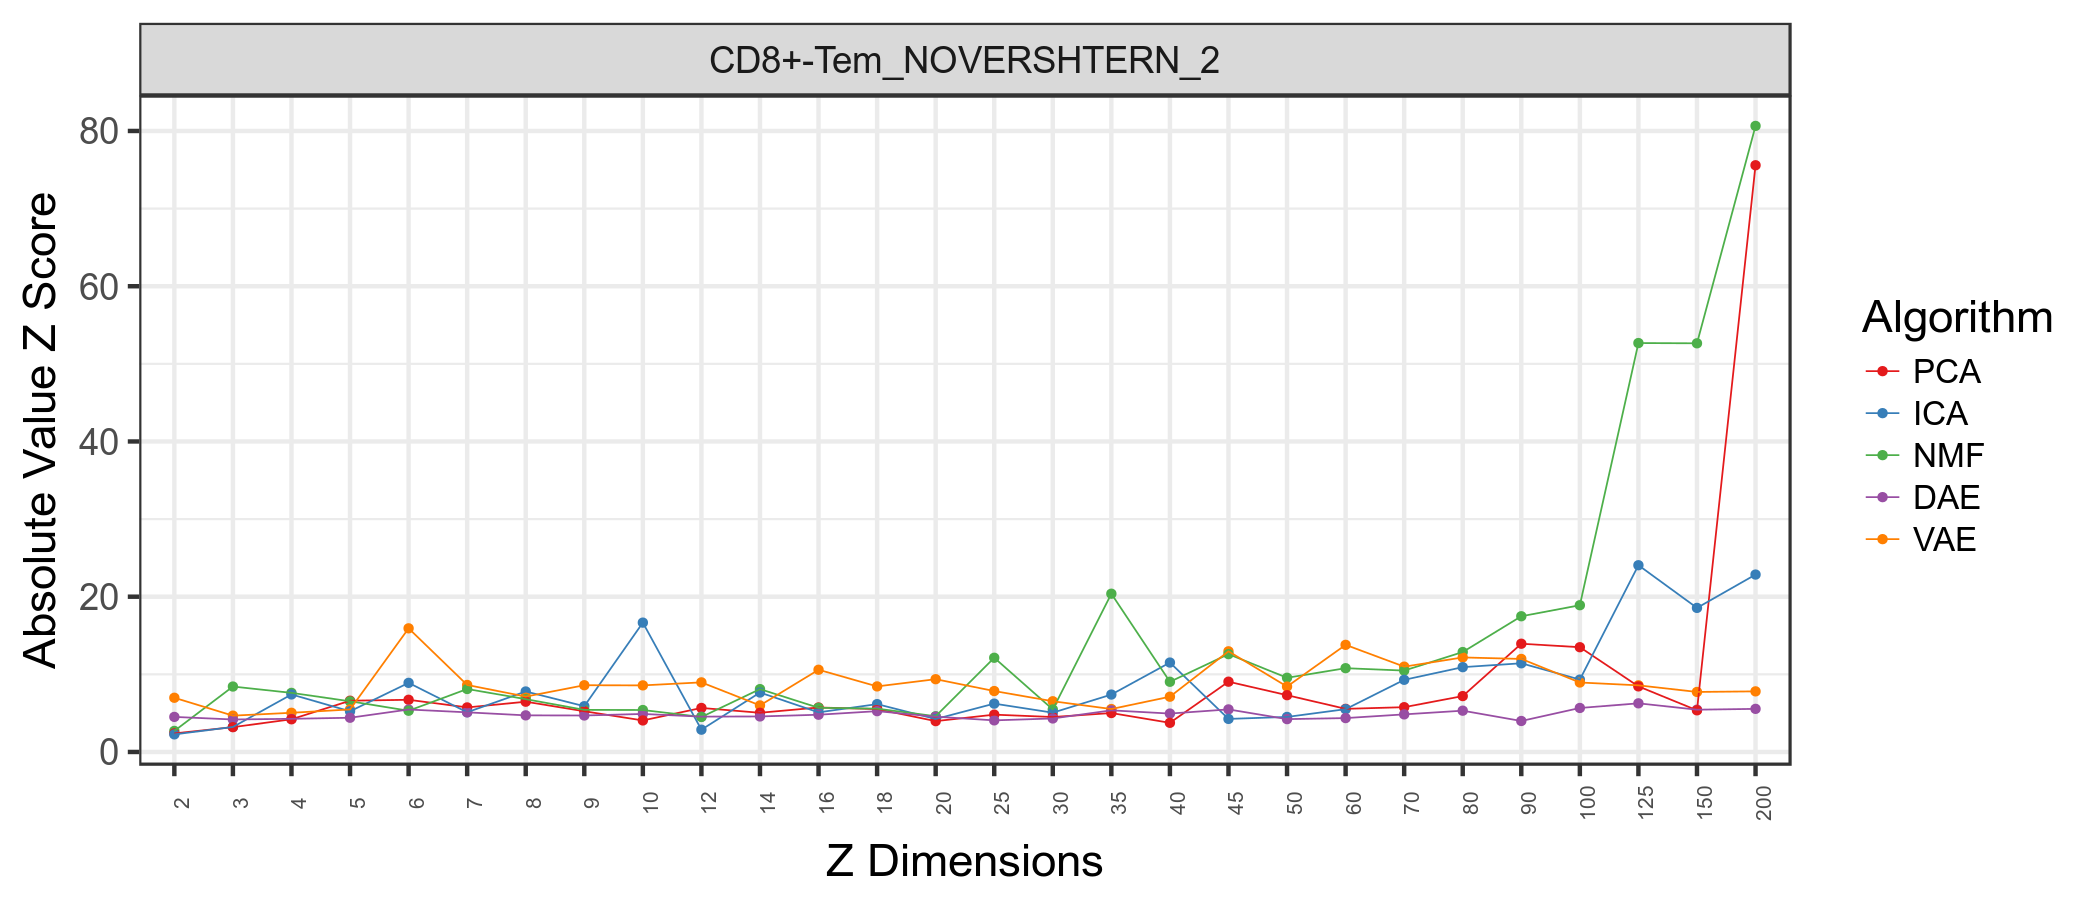 CD8+-Tem_NOVERSHTERN_2
Absolute Value Z Score
80
60
40
20
0
2 3 4 5 6 7 8 9 10 12 14 16 18 20 25 30 35 40 45 50 60 70 80 90 100 125 150 200
Z Dimensions
Algorithm
PCA
ICA
NMF
DAE
VAE